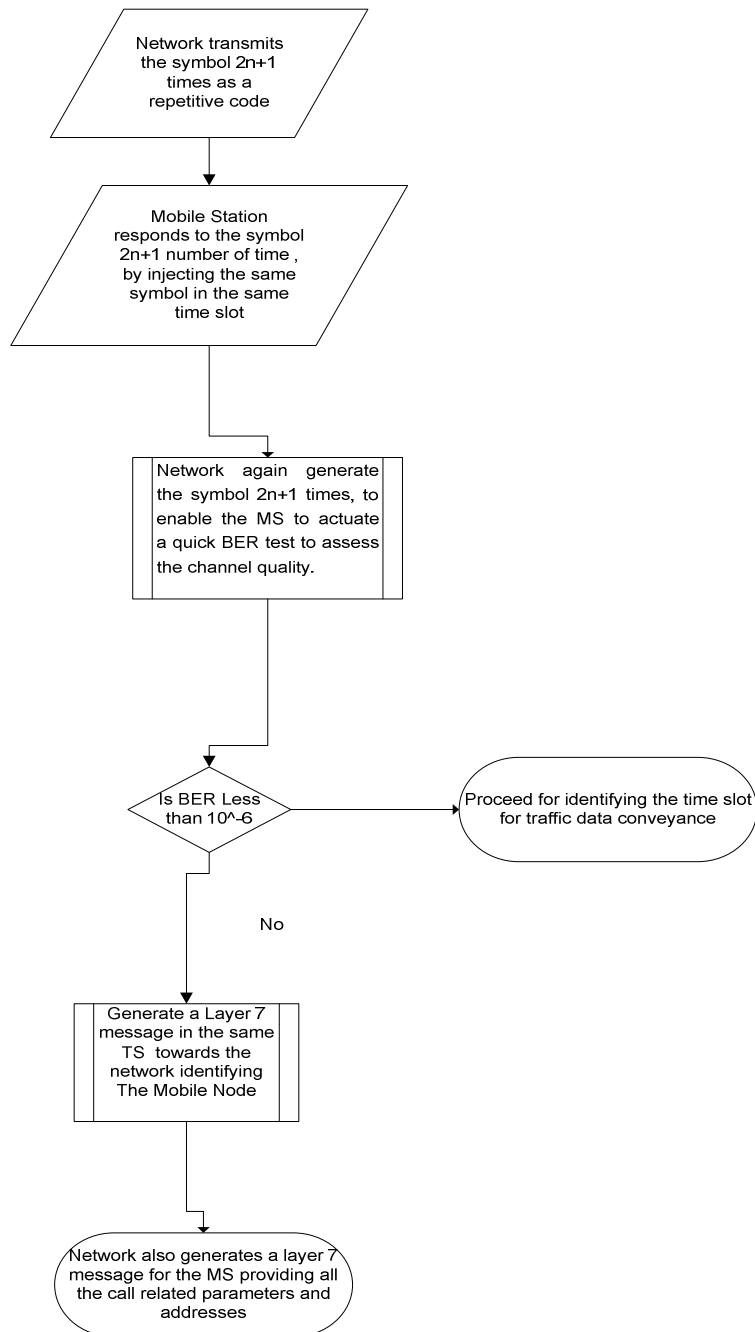 Network transmits
the symbol 2n+1
times as a
repetitive code
Mobile Station
responds to the symbol
2n+1 number of time ,
by injecting the same
symbol in the same
time slot
Network again generate
the symbol 2n+1 times, to
enable the MS to actuate
a quick BER test to assess
the channel quality.
Is BER Less
than 10^-6
Proceed for identifying the time slot
for traffic data conveyance
No
Generate a Layer 7
message in the same
TS towards the
network identifying
The Mobile Node
Network also generates a layer 7
message for the MS providing all
the call related parameters and
addresses